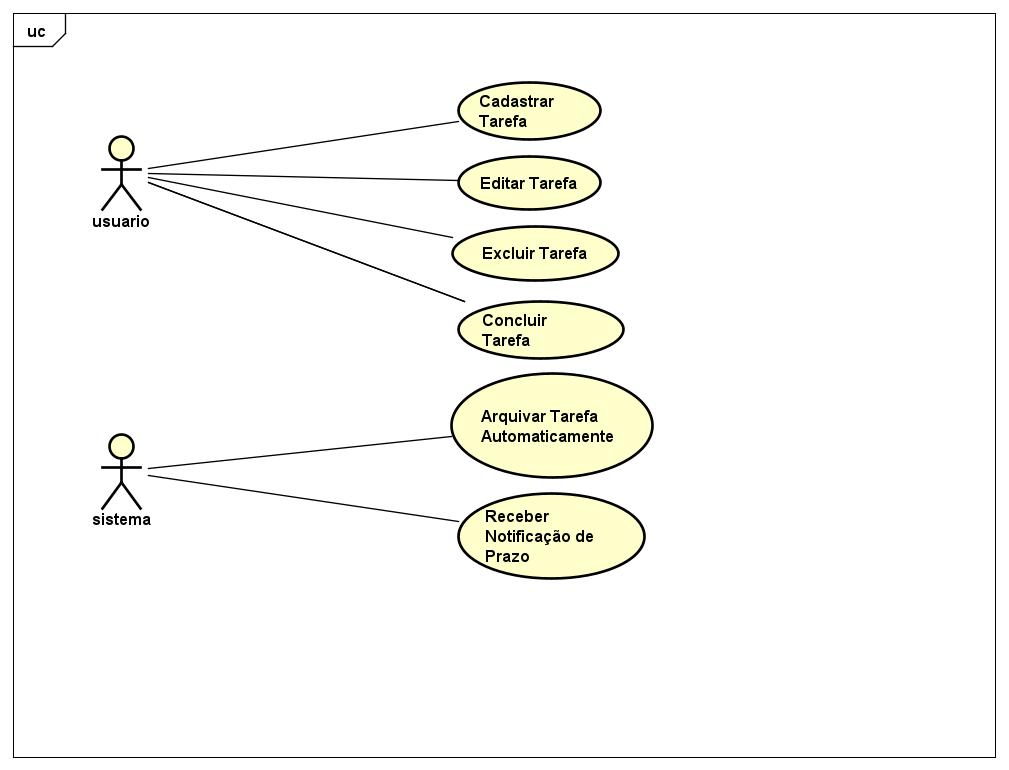 uc
Cadastrar
Tarefa
Editar Tarefa
usuario
Excluir Tarefa
Concluir
Tarefa
Arquivar Tarefa
Automaticamente
sistema
Receber
Notificação de
Prazo